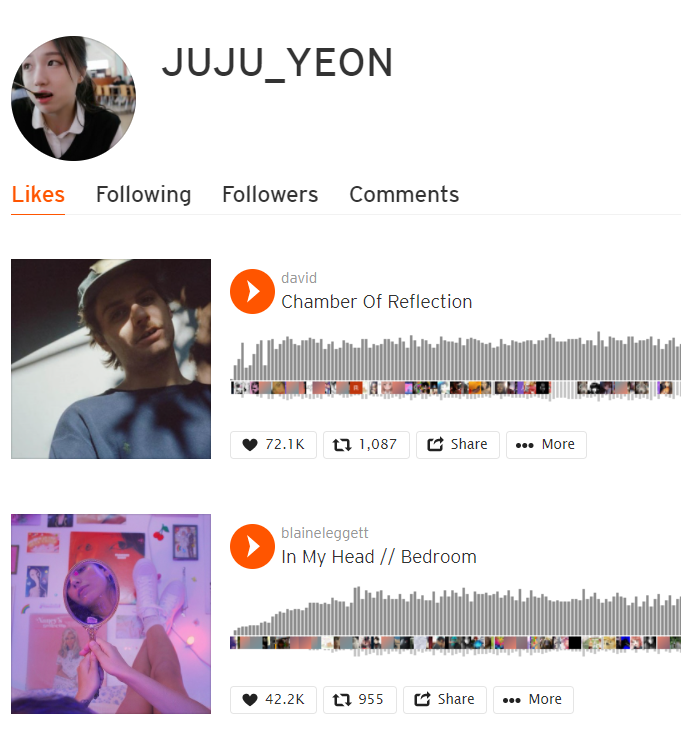 JUJU_YEON
Likes Following Followers Comments
david
Chamber Of Reflection
72.1K 1,087 Share More
blaineleggett
In My Head // Bedroom
42.2K 955 Share More